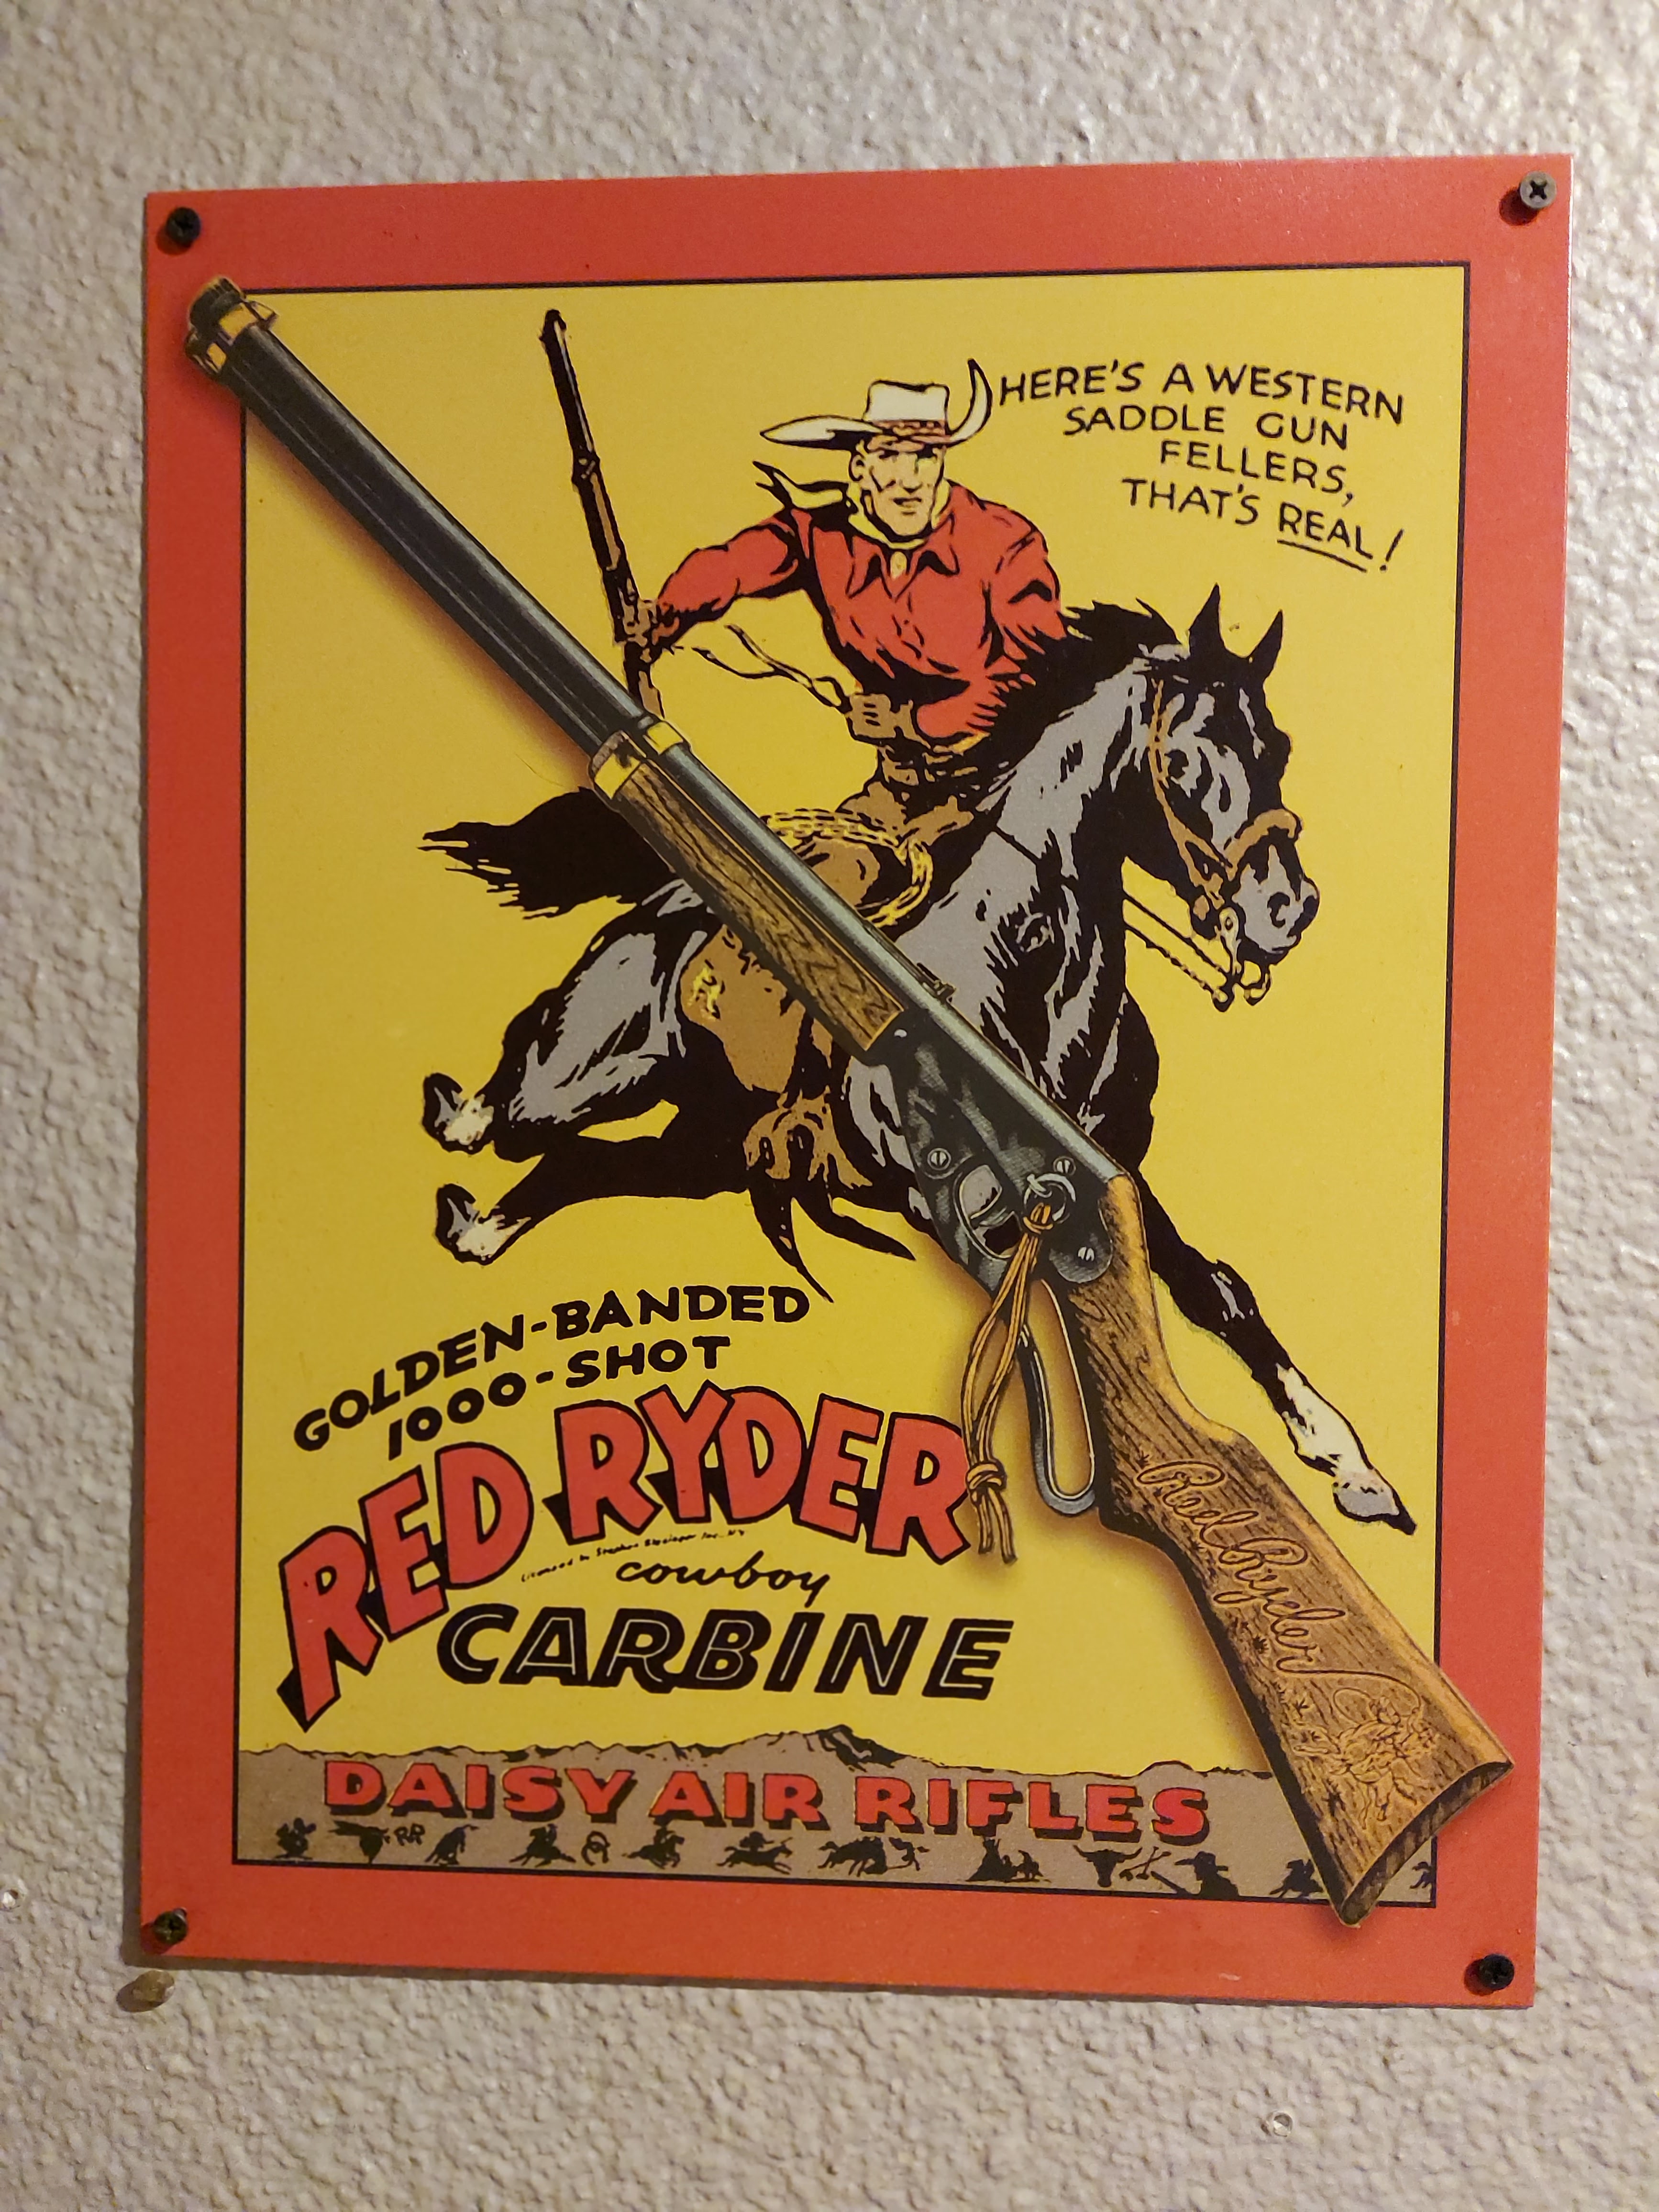 HERE'S A WESTERN
SADDLE GUN
FELLERS,
THAT'S REAL!
GOLDEN-BANDED
1000-SHOT
RED RYDER
cowboy
CARBINE
Red Ryder
DAISY AIR RIFLES
RR